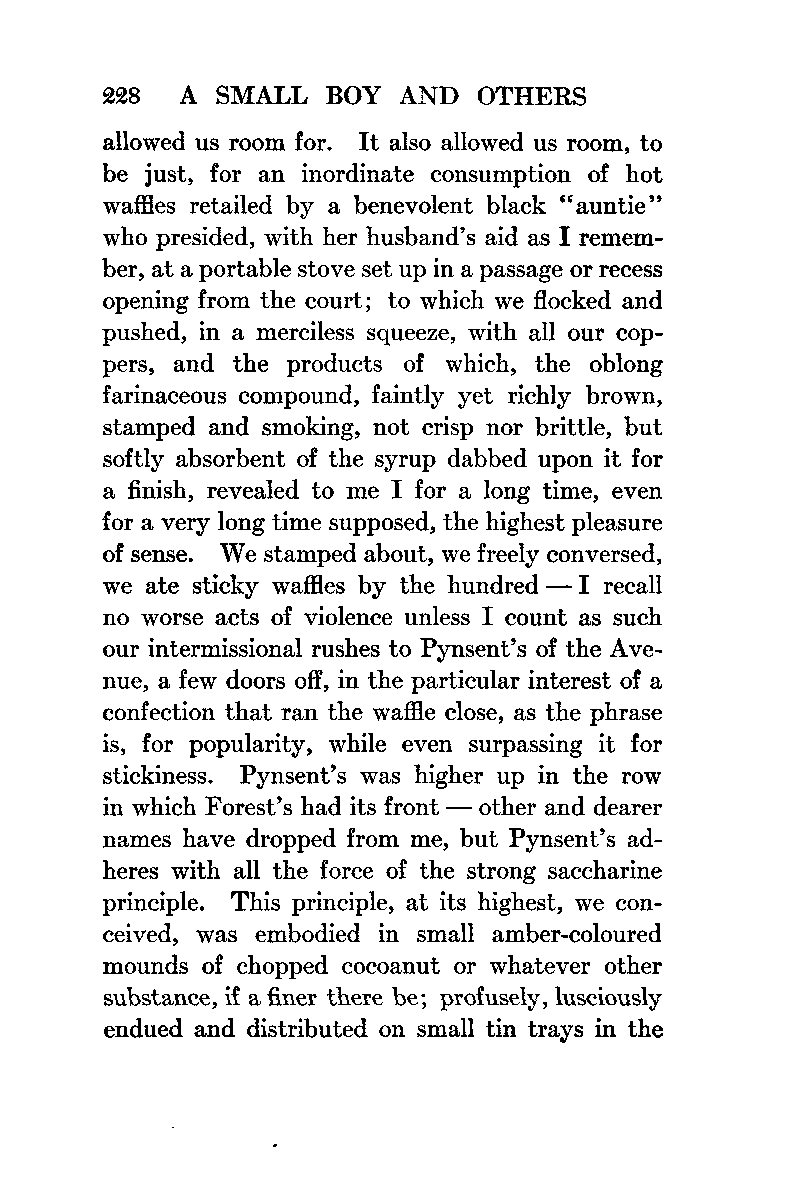 228 A SMALL BOY AND OTHERS
allowed us room for. It also allowed us room, to
be just, for an inordinate consumption of hot
waffles retailed by a benevolent black “auntie”
who presided, with her husband's aid as I remem-
ber, at a portable stove set up in a passage or recess
opening from the court; to which we flocked and
pushed, in a merciless squeeze, with all our cop-
pers, and the products of which, the oblong
farinaceous compound, faintly yet richly brown,
stamped and smoking, not crisp nor brittle, but
softly absorbent of the syrup dabbed upon it for
a finish, revealed to me I for a long time, even
for a very long time supposed, the highest pleasure
of sense. We stamped about, we freely conversed,
we ate sticky waffles by the hundred — I recall
no worse acts of violence unless I count as such
our intermissional rushes to Pynsent's of the Ave-
nue, a few doors off, in the particular interest of a
confection that ran the waffle close, as the phrase
is, for popularity, while even surpassing it for
stickiness. Pynsent's was higher up in the row
in which Forest's had its front — other and dearer
names have dropped from me, but Pynsent's ad-
heres with all the force of the strong saccharine
principle. This principle, at its highest, we con-
ceived, was embodied in small amber-coloured
mounds of chopped cocoanut or whatever other
substance, if a finer there be; profusely, lusciously
endued and distributed on small tin trays in the